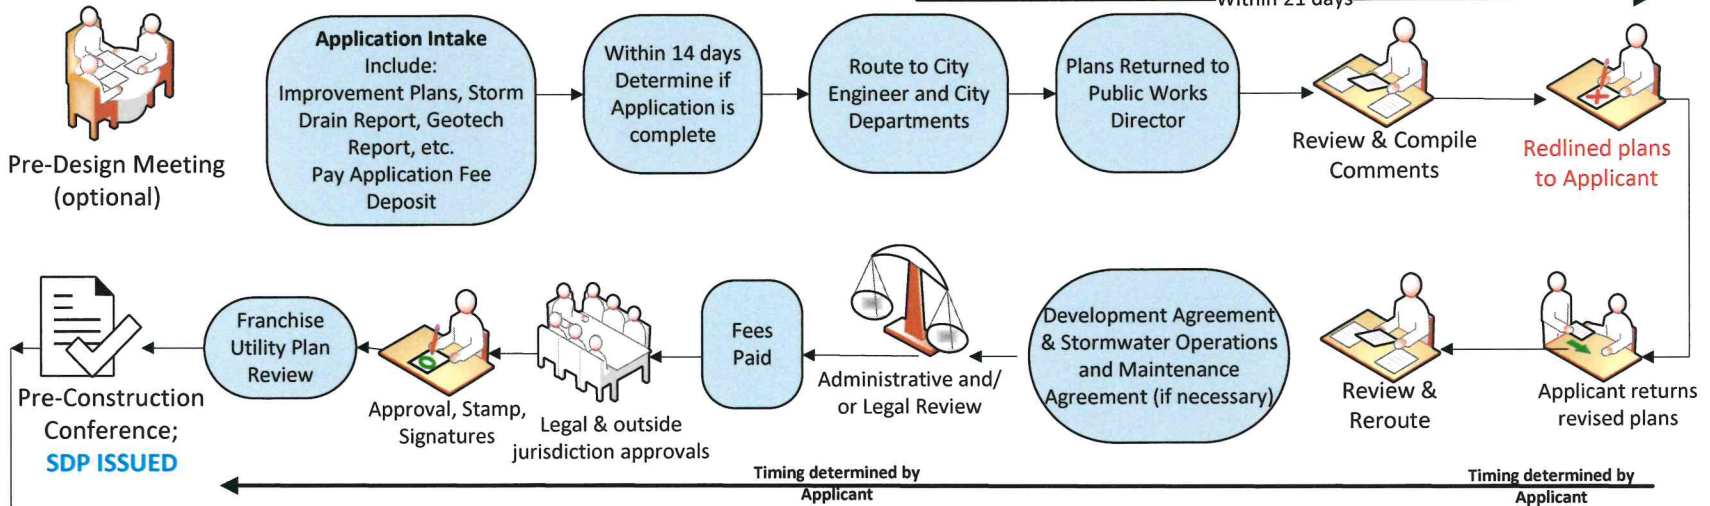 Within 21 days
Pre-Design Meeting
(optional)
Application Intake
Include:
Improvement Plans, Storm
Drain Report, Geotech
Report, etc.
Pay Application Fee
Deposit
Within 14 days
Determine if
Application is
complete
Route to City
Engineer and City
Departments
Plans Returned to
Public Works
Director
Review & Compile
Comments
Redlined plans
to Applicant
Applicant returns
revised plans
Review &
Reroute
Development Agreement
& Stormwater Operations
and Maintenance
Agreement (if necessary)
Administrative and/
or Legal Review
Fees
Paid
Legal & outside
jurisdiction approvals
Approval, Stamp,
Signatures
Franchise
Utility Plan
Review
Pre-Construction
Conference;
SDP ISSUED
Timing determined by
Applicant
Timing determined by
Applicant